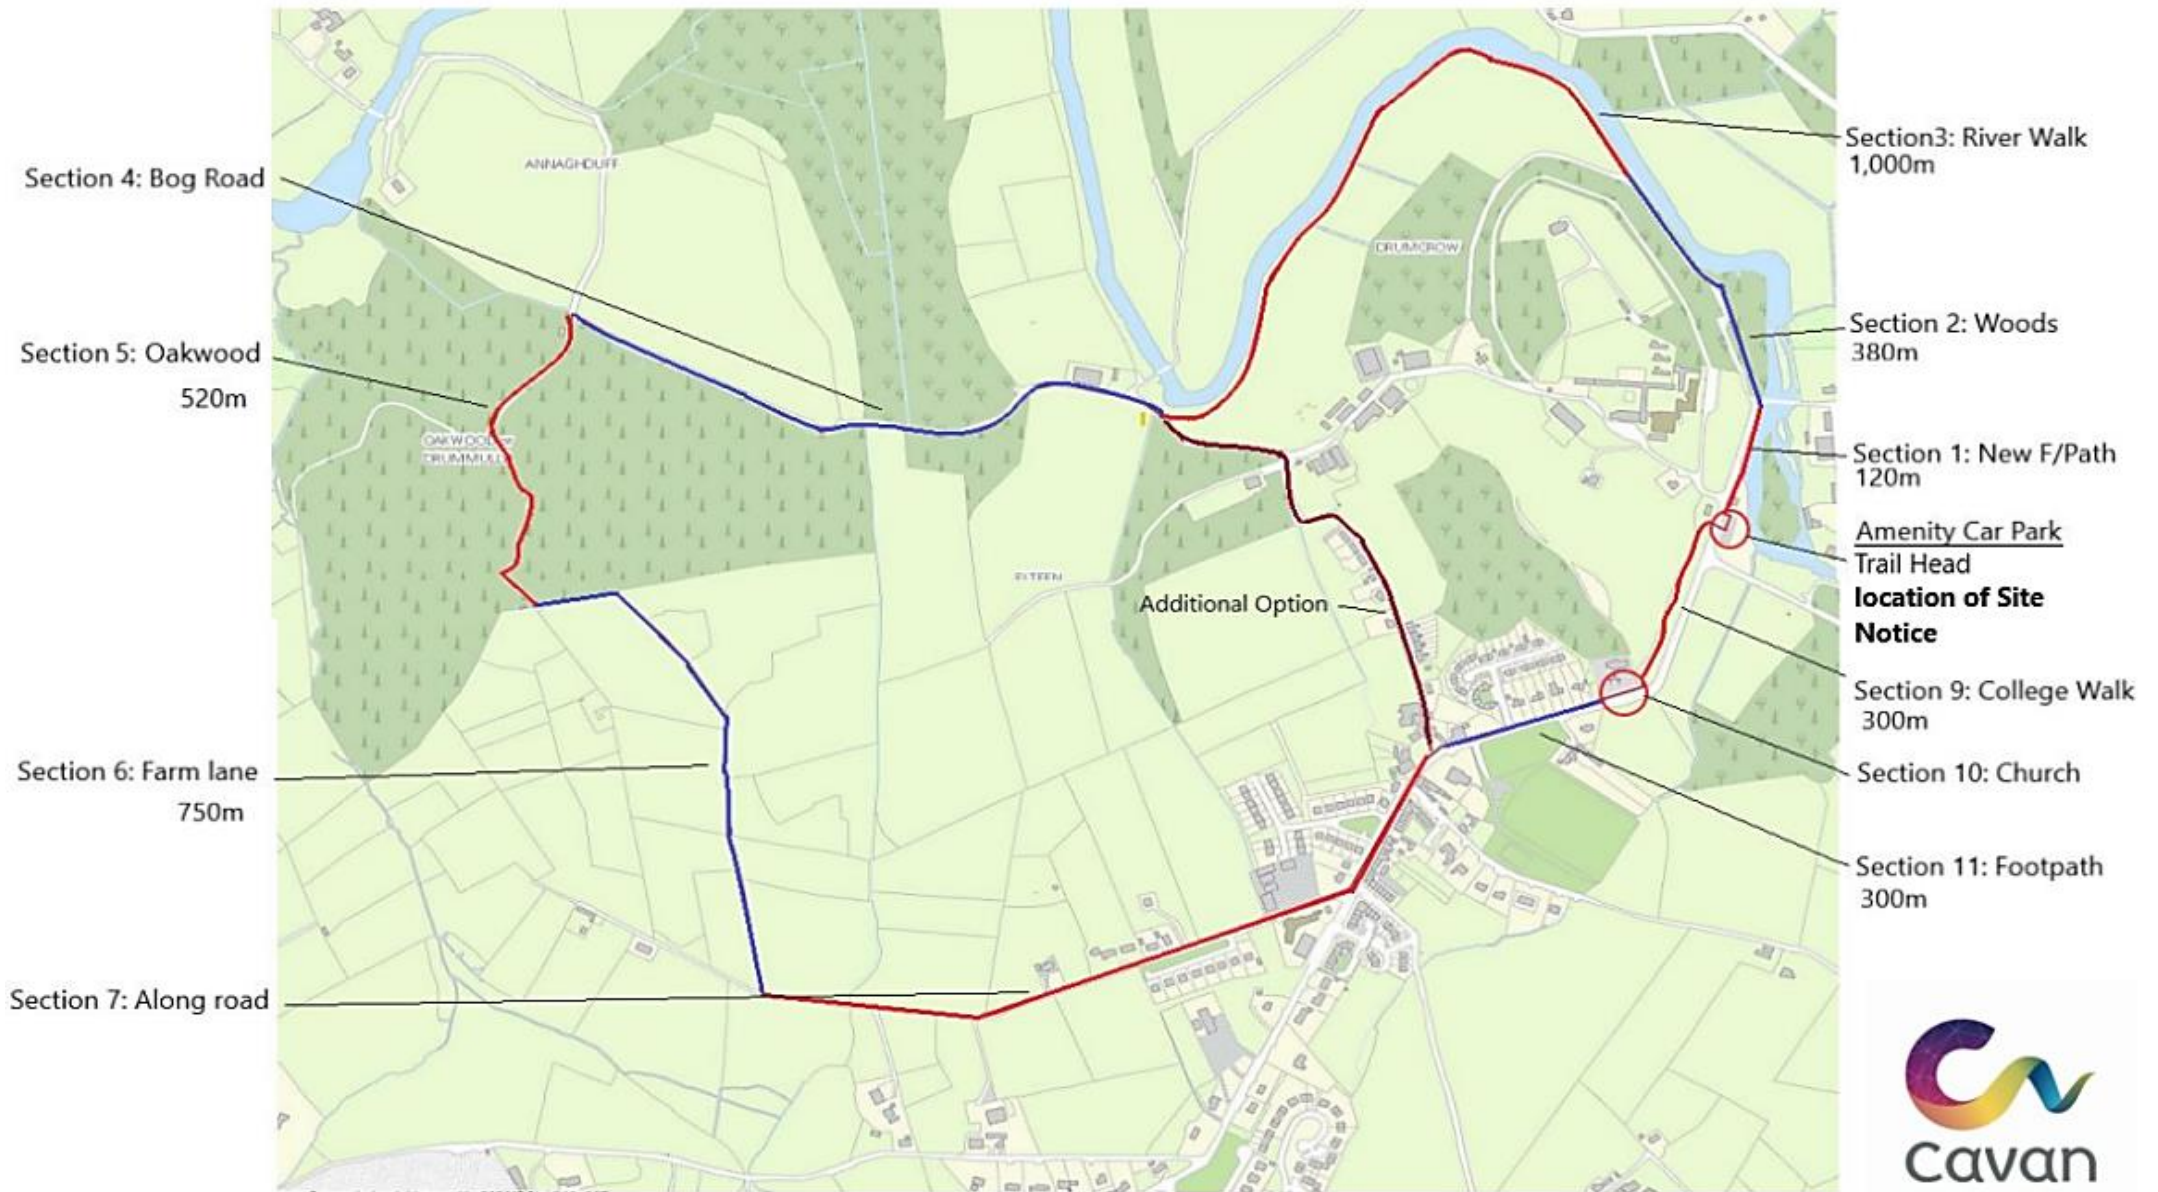 Section 4: Bog Road
Section 5: Oakwood
520m
Section 6: Farm lane
750m
Section 7: Along road
ANNAGHDUFF
DRUMCROW
Additional Option
Section3: River Walk
1,000m
Section 2: Woods
380m
Section 1: New F/Path
120m
Amenity Car Park
Trail Head
location of Site
Notice
Section 9: College Walk
300m
Section 10: Church
Section 11: Footpath
300m
Cavan